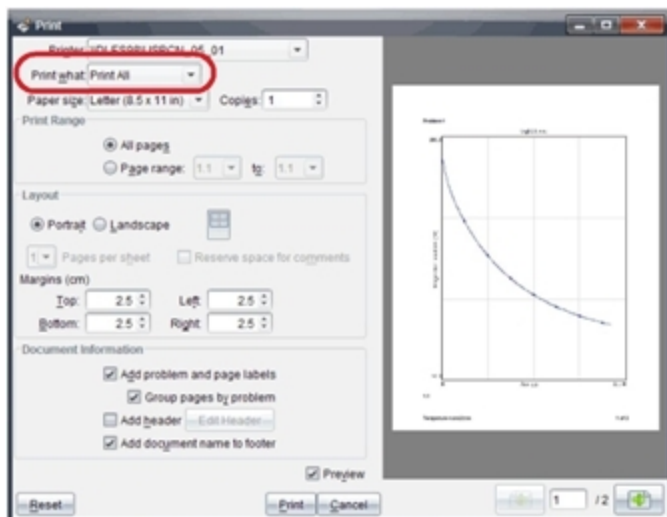 Print
Printer:
Print what: Print All
Paper size: Letter (8.5 x 11 in) Copies: 1
Print Range
All pages
Page range: 1.1 to: 1.1
Layout
Portrait Landscape
1 Pages per sheet Reserve space for comments
Margins (cm)
Top: 2.5 Left: 2.5
Bottom: 2.5 Right: 2.5
Document Information
Add problem and page labels
Group pages by problem
Add header Edit Header
Add document name to footer
Preview
Reset Print Cancel
1 / 2